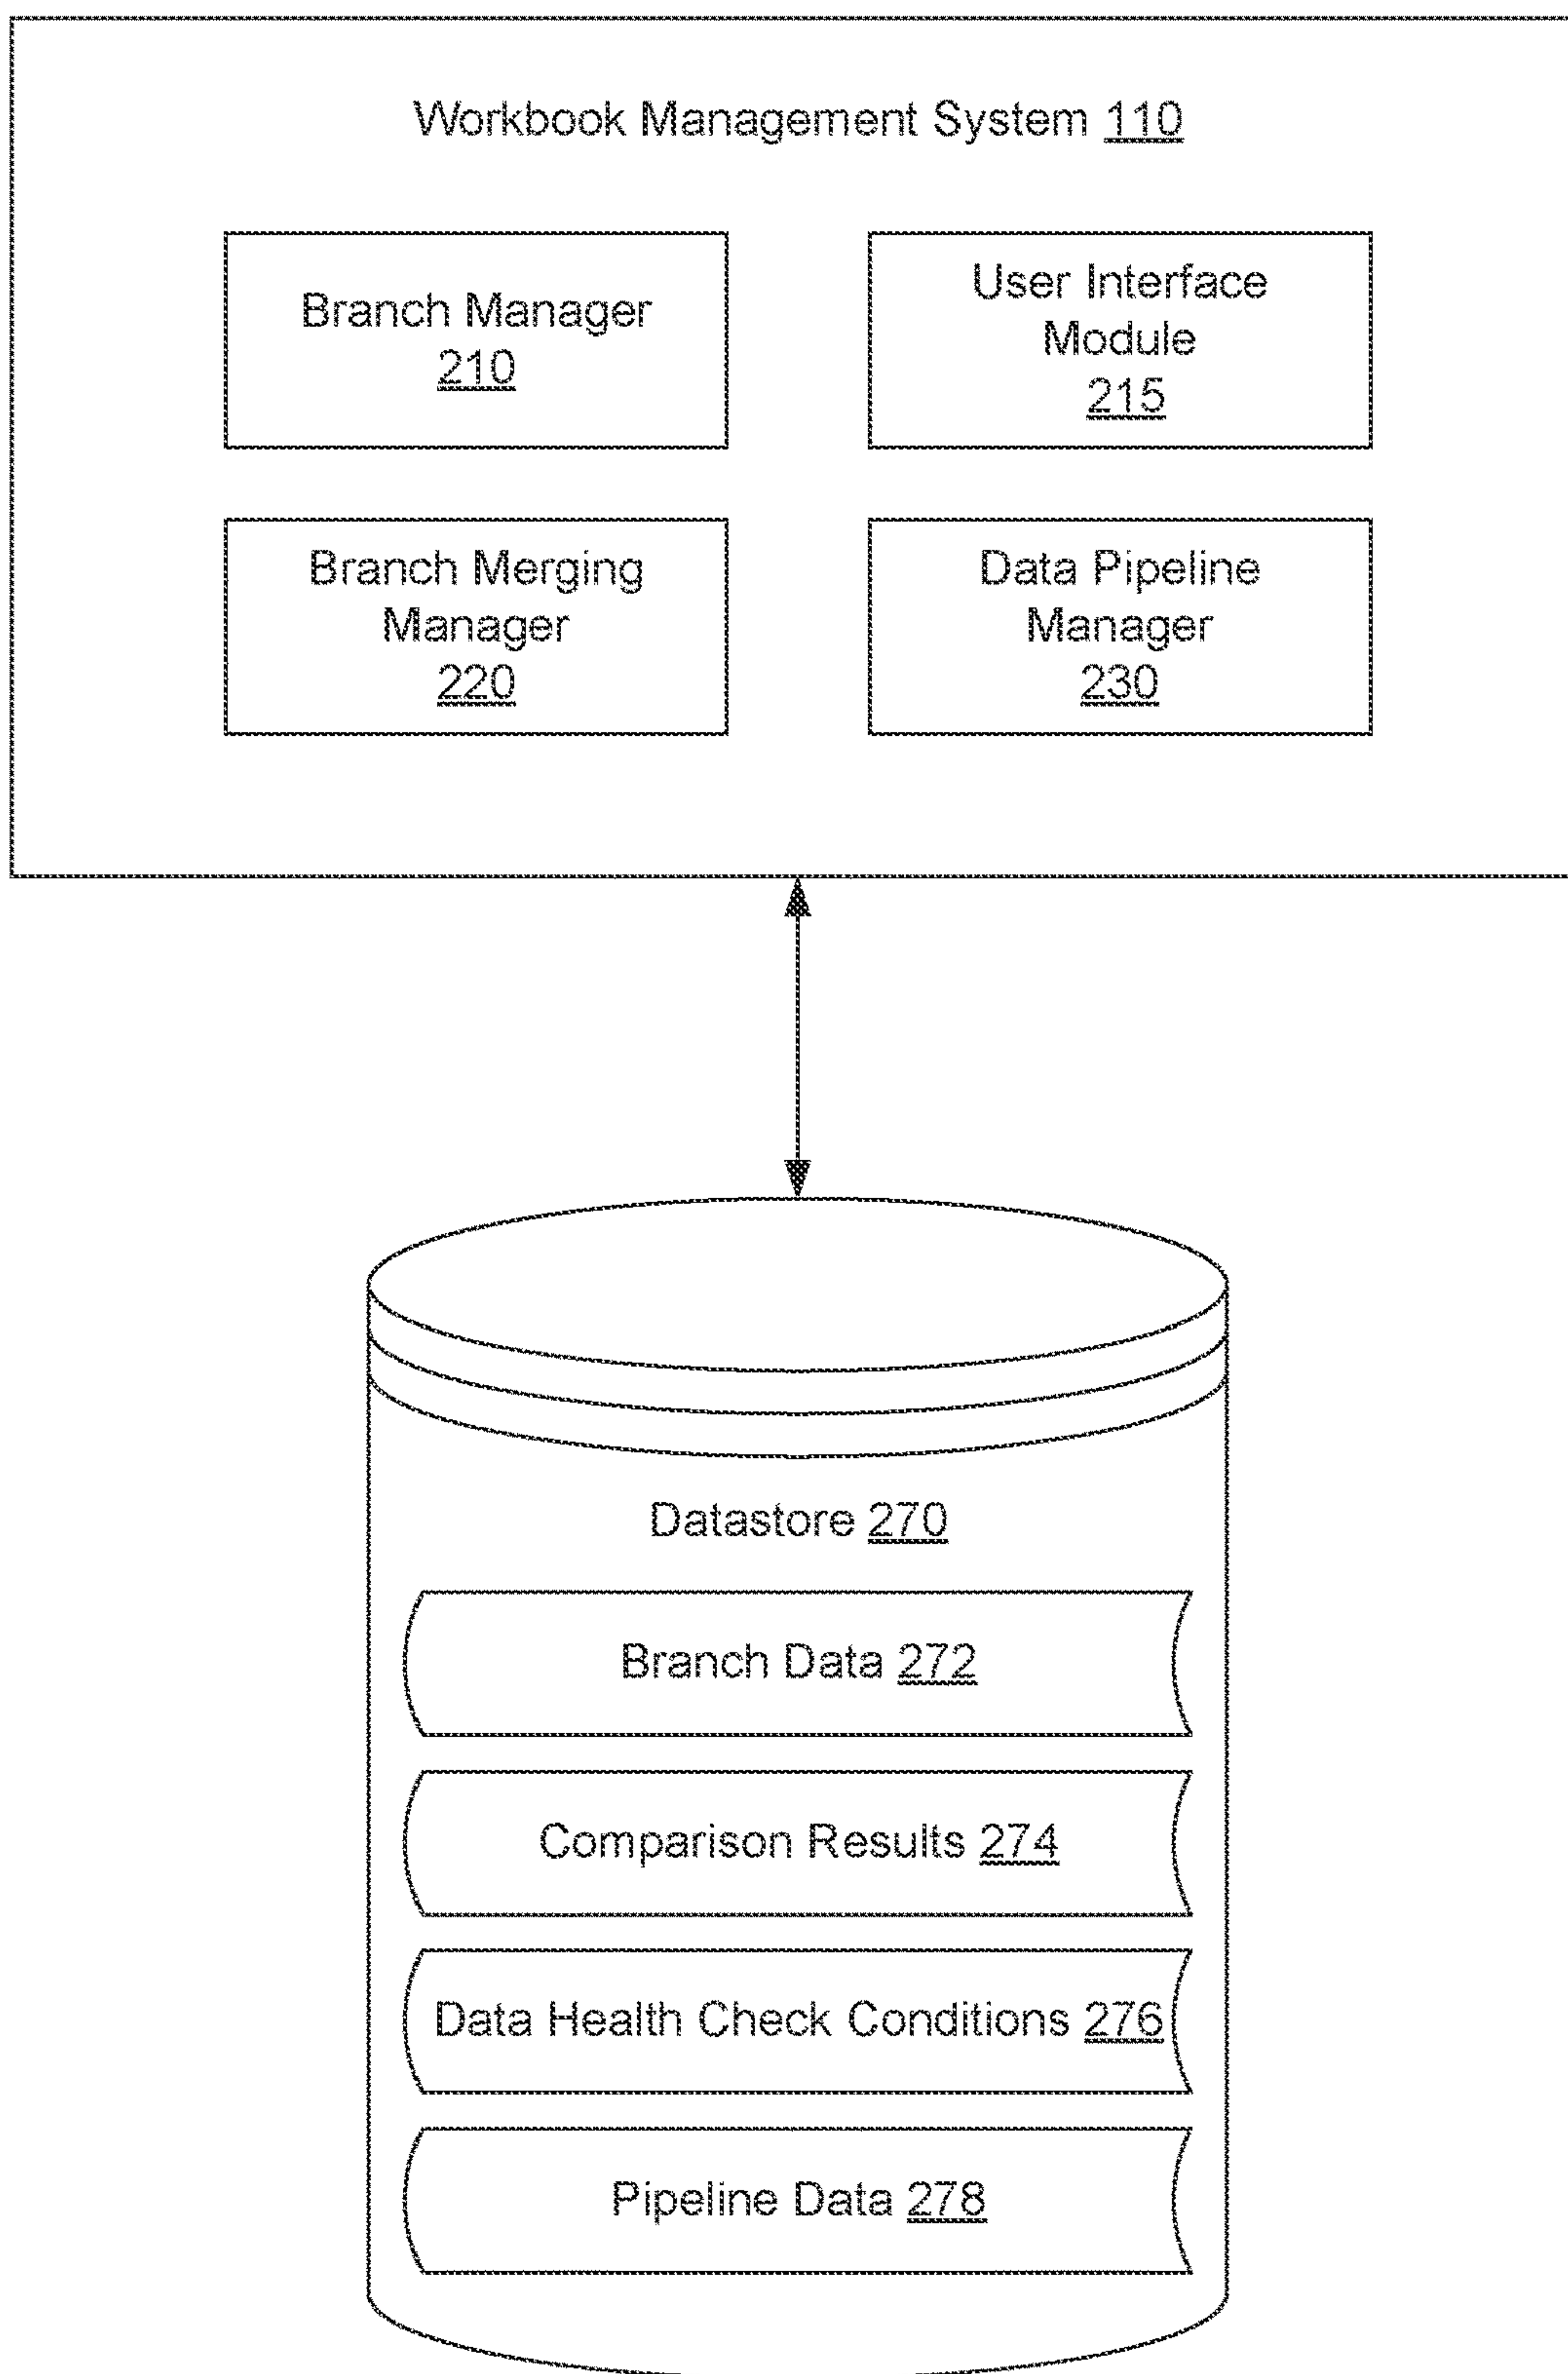 Workbook Management System 110
Branch Manager
210
User Interface
Module
215
Branch Merging
Manager
220
Data Pipeline
Manager
230
Datastore 270
Branch Data 272
Comparison Results 274
Data Health Check Conditions 276
Pipeline Data 278